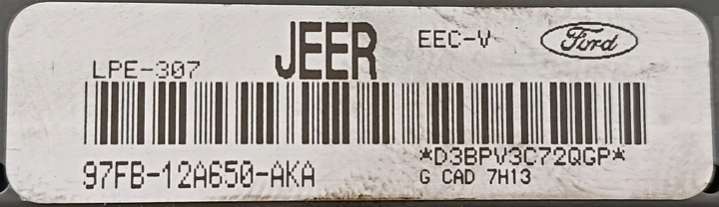 JEER EEC-V Ford
LPE-307
*D3BPV3C72QGP*
97FB-12A650-AKA G CAD 7H13